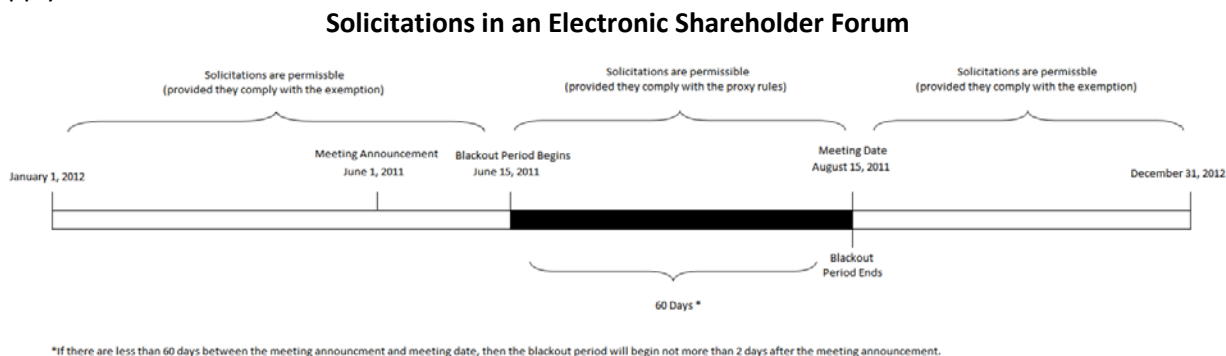 Solicitations in an Electronic Shareholder Forum
Solicitations are permissble
(provided they comply with the exemption)
Solicitations are permissible
(provided they comply with the proxy rules)
Solicitations are permissble
(provided they comply with the exemption)
January 1, 2012
Meeting Announcement
June 1, 2011
Blackout Period Begins
June 15, 2011
Meeting Date
August 15, 2011
December 31, 2012
Blackout
Period Ends
60 Days *
*If there are less than 60 days between the meeting announcment and meeting date, then the blackout period will begin not more than 2 days after the meeting announcement.